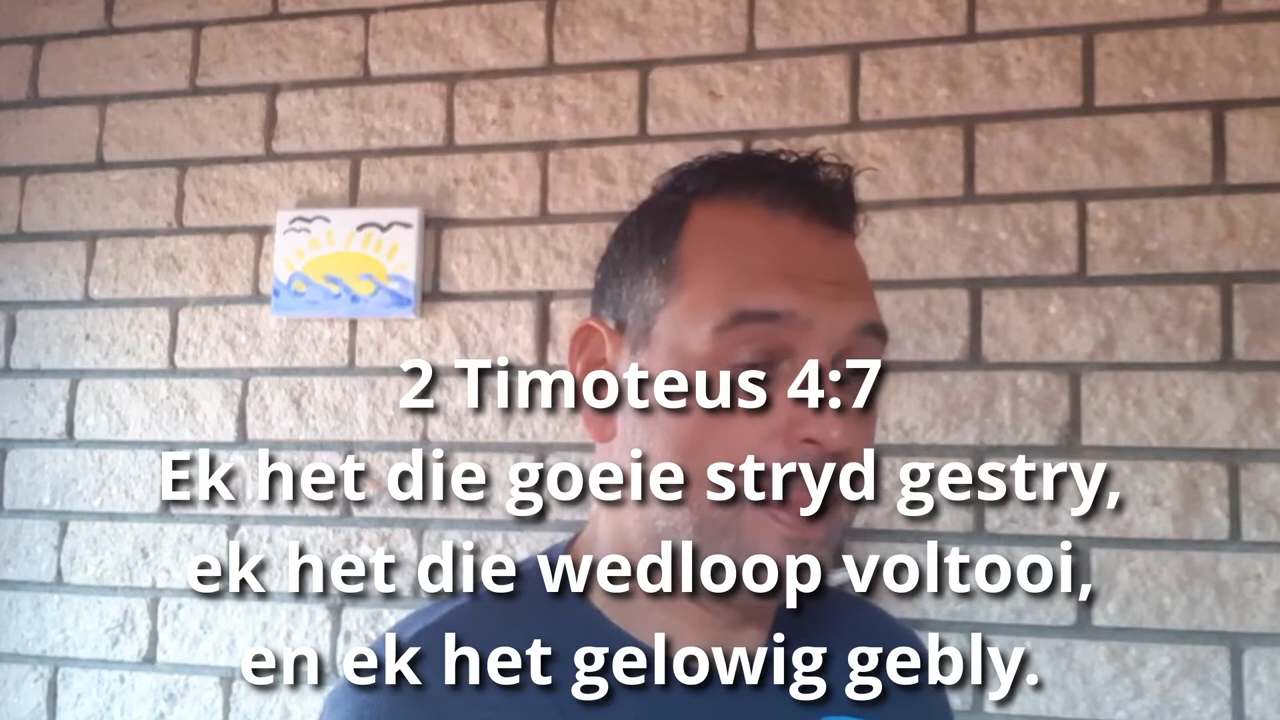 2 Timoteus 4:7
Ek het die goeie stryd gestry,
ek het die wedloop voltooi,
en ek het gelowig gebly.